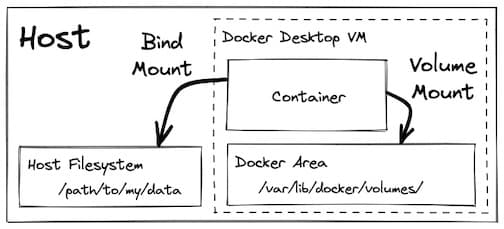 Host
Bind
Mount
Docker Desktop VM
Volume
Mount
Container
Host Filesystem
/path/to/my/data
Docker Area
/var/lib/docker/volumes/